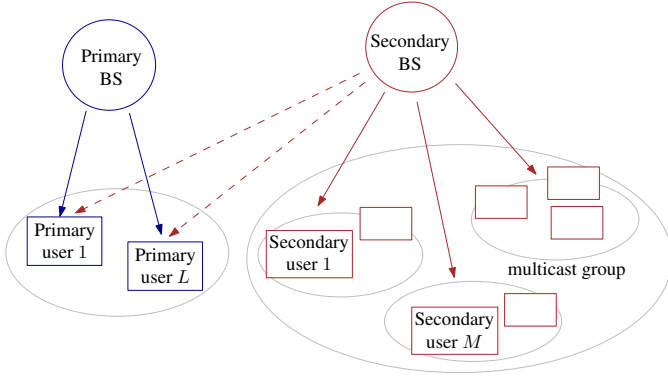 Primary
BS
Secondary
BS
Primary
user 1
Primary
user L
Secondary
user 1
multicast group
Secondary
user M